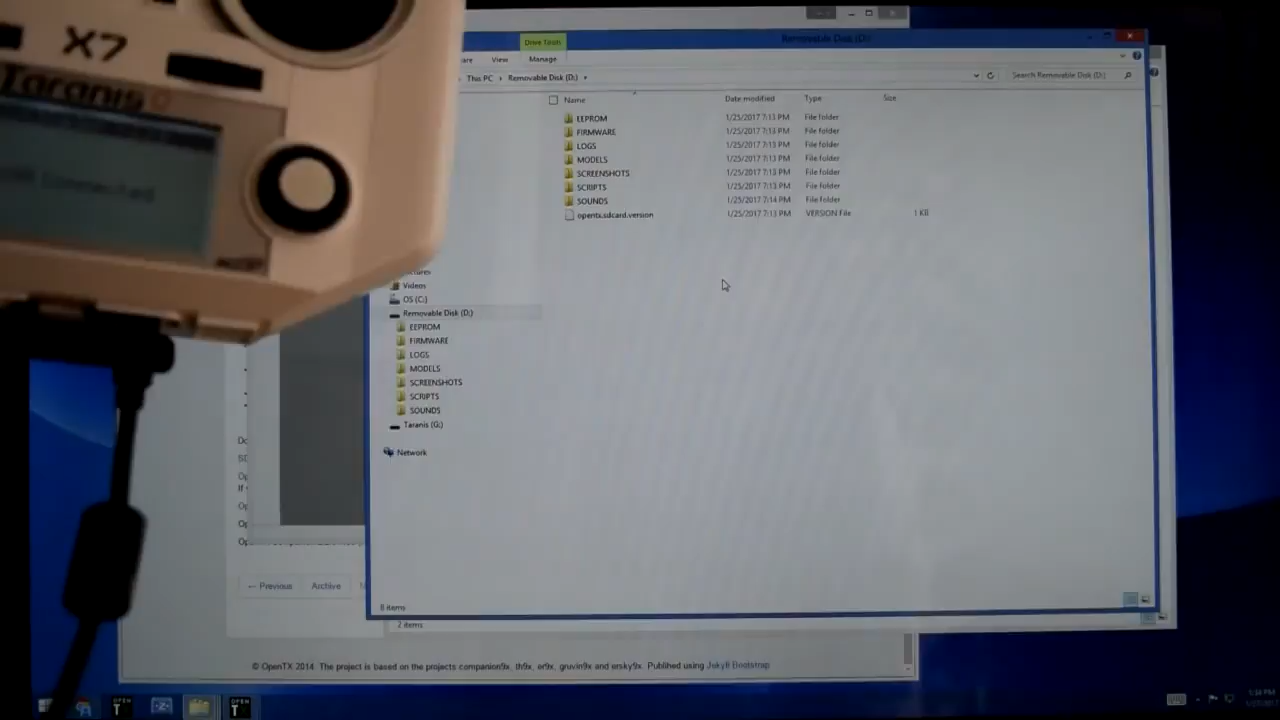 X7
Taranis Q
Drive Tools
Removable Disk (D:)
View
Manage
This PC
Removable Disk (D:)
Search Removable Disk (D:)
Name
Date modified
Type
Size
EEPROM
1/25/2017 7:13 PM
File folder
FIRMWARE
1/25/2017 7:13 PM
File folder
LOGS
1/25/2017 7:13 PM
File folder
MODELS
1/25/2017 7:13 PM
File folder
SCREENSHOTS
1/25/2017 7:13 PM
File folder
SCRIPTS
1/25/2017 7:13 PM
File folder
SOUNDS
1/25/2017 7:14 PM
File folder
opentx.sdcard.version
1/25/2017 7:13 PM
VERSION File
1 KB
Videos
OS (C:)
Removable Disk (D:)
EEPROM
FIRMWARE
LOGS
MODELS
SCREENSHOTS
SCRIPTS
SOUNDS
Taranis (G:)
Network
← Previous
Archive
8 items
2 items
© OpenTX 2014. The project is based on the projects companion9x, th9x, er9x, gruvin9x and ersky9x. Publihed using Jekyll Bootstrap
OPEN
T
OPEN
T